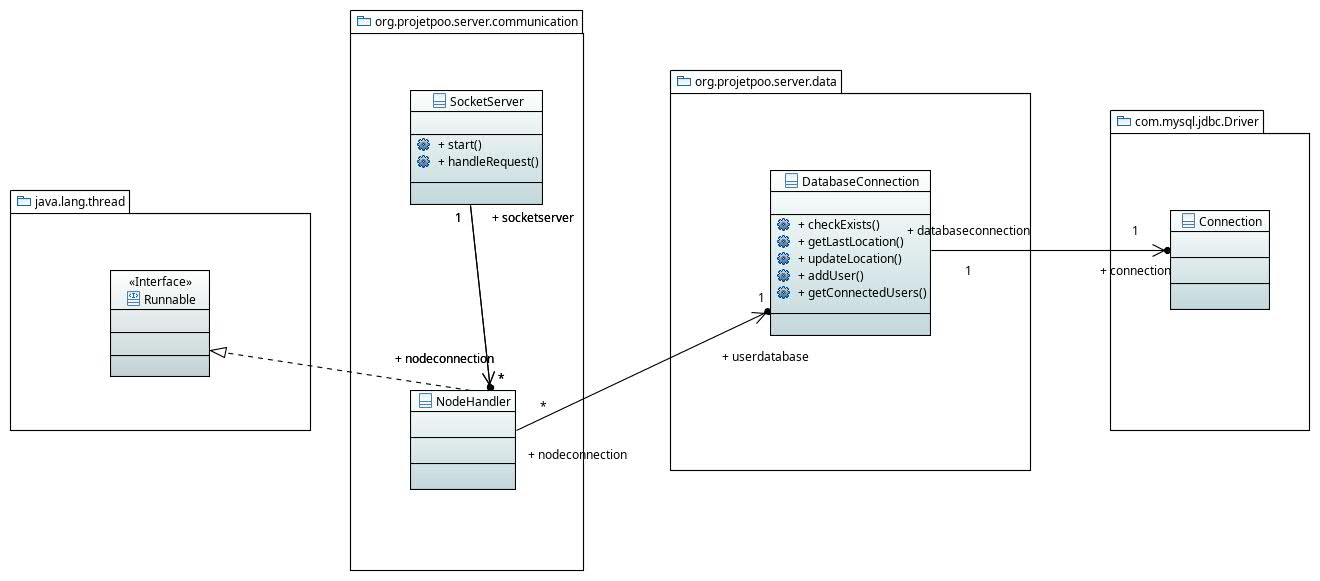 org.projetpoo.server.communication
org.projetpoo.server.data
com.mysql.jdbc.Driver
java.lang.thread
SocketServer
+ start()
+ handleRequest()
1
+ socketserver
«Interface»
Runnable
+ nodeconnection
*
NodeHandler
*
+ nodeconnection
DatabaseConnection
+ checkExists()
+ getLastLocation()
+ updateLocation()
+ addUser()
+ getConnectedUsers()
1
+ userdatabase
+ databaseconnection
1
1
+ connection
Connection